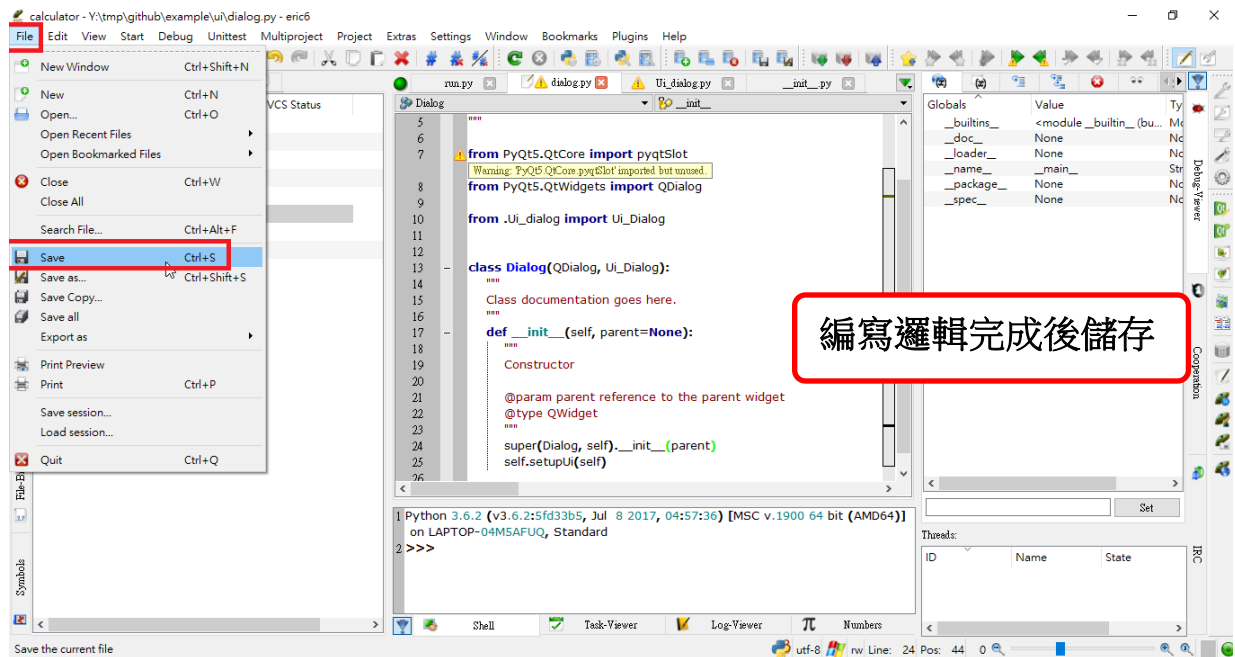 calculator - Y:\tmp\github\example\ui\dialog.py - eric6
File Edit View Start Debug Unittest Multiproject Project Extras Settings Window Bookmarks Plugins Help
New Window Ctrl+Shift+N
New Ctrl+N
Open... Ctrl+O
Open Recent Files
Open Bookmarked Files
Close Ctrl+W
Close All
Search File... Ctrl+Alt+F
Save Ctrl+S
Save as... Ctrl+Shift+S
Save Copy...
Save all
Export as
Print Preview
Print Ctrl+P
Save session...
Load session...
Quit Ctrl+Q
VCS Status
run.py dialog.py Ui_dialog.py __init__.py
Dialog __init__
5 """
6
7 from PyQt5.QtCore import pyqtSlot
Warning: 'PyQt5.QtCore.pyqtSlot' imported but unused.
8 from PyQt5.QtWidgets import QDialog
9
10 from .Ui_dialog import Ui_Dialog
11
12
13 class Dialog(QDialog, Ui_Dialog):
14 """
15 Class documentation goes here.
16 """
17 def __init__(self, parent=None):
18 """
19 Constructor
20
21 @param parent reference to the parent widget
22 @type QWidget
23 """
24 super(Dialog, self).__init__(parent)
25 self.setupUi(self)
26
編寫邏輯完成後儲存
1 Python 3.6.2 (v3.6.2:5fd33b5, Jul 8 2017, 04:57:36) [MSC v.1900 64 bit (AMD64)]
on LAPTOP-04M5AFUQ, Standard
2 >>>
Shell Task-Viewer Log-Viewer Numbers
Globals Value Ty
__builtins__ <module __builtin__ (bu... Mo
__doc__ None No
__loader__ None No
__name__ __main__ Str
__package__ None No
__spec__ None No
Set
Threads:
ID Name State
Debug-Viewer
Cooperation
IRC
Symbols
Save the current file
utf-8 rw Line: 24 Pos: 44 0